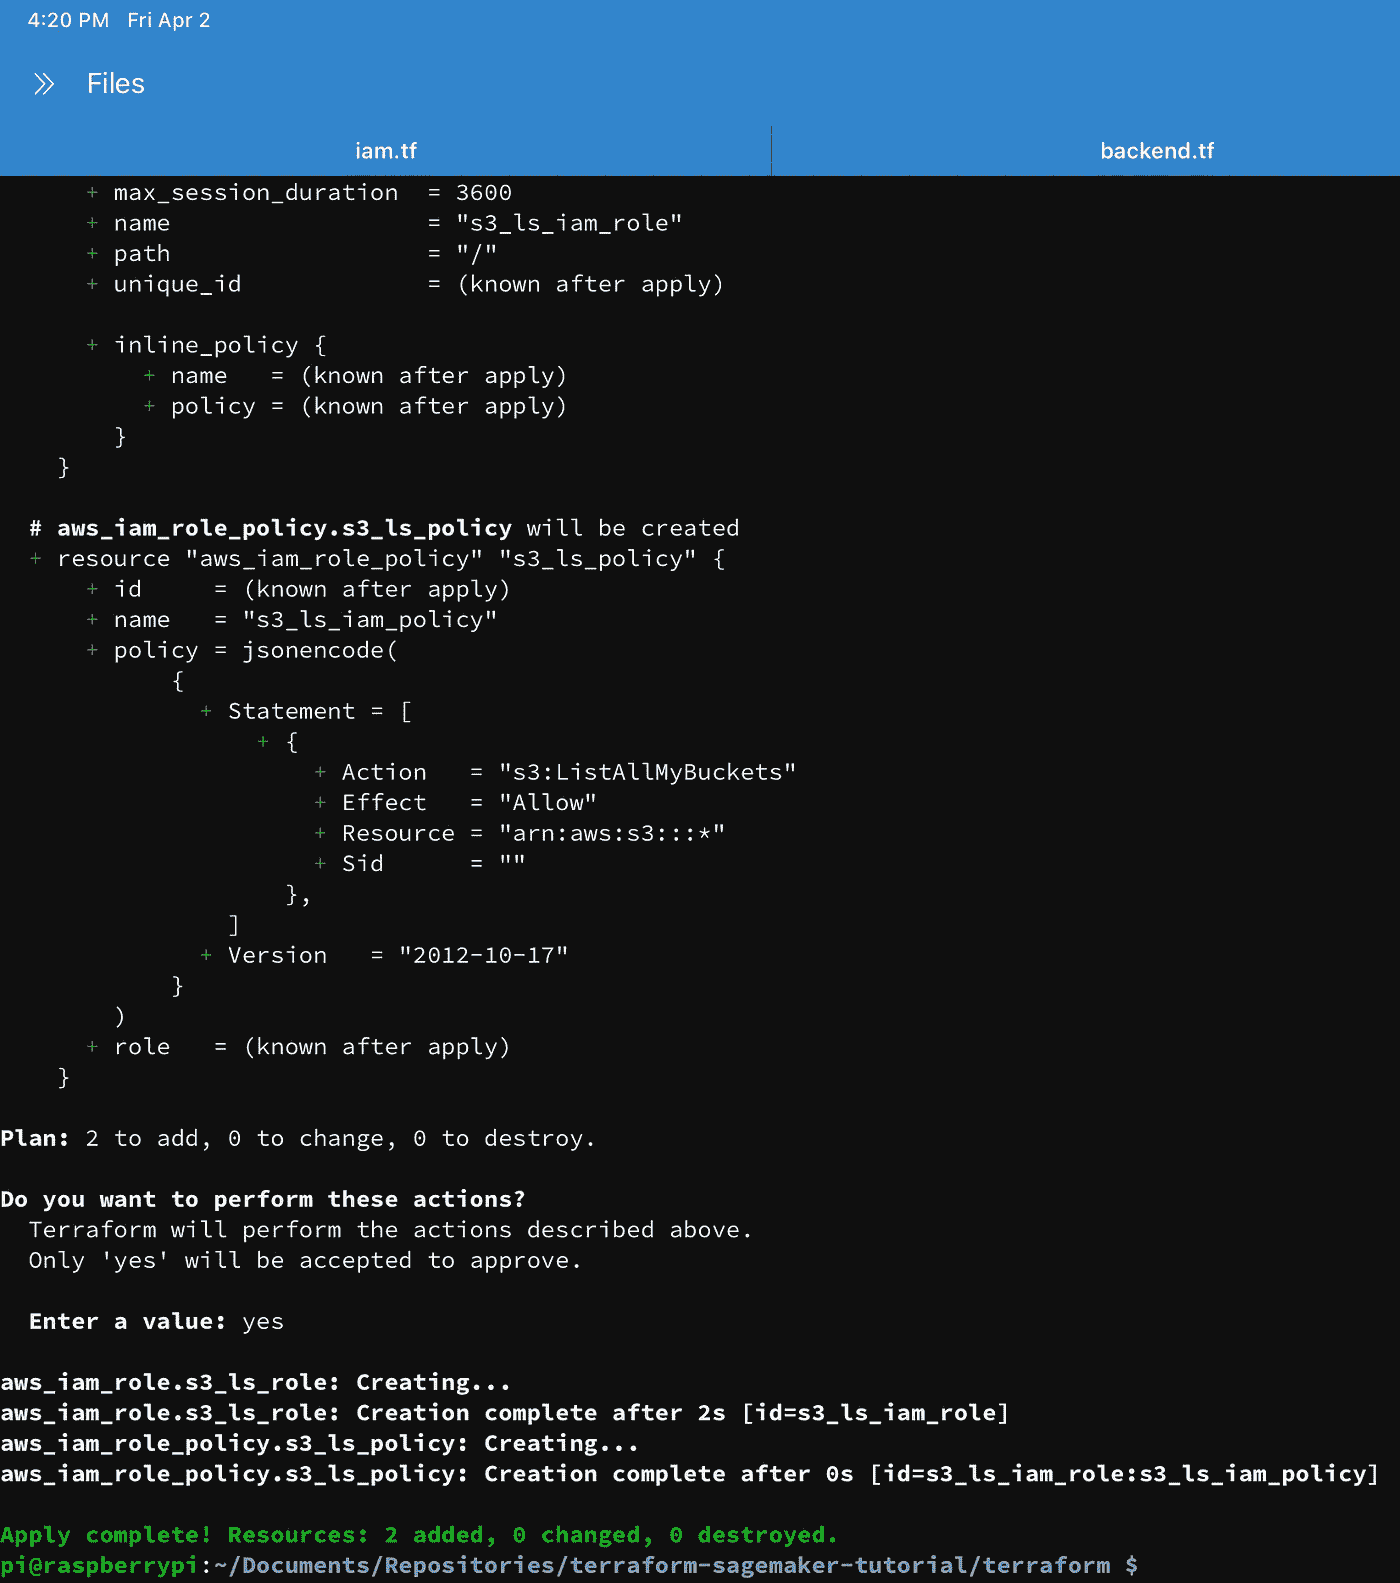 4:20 PM Fri Apr 2
Files
iam.tf backend.tf
+ max_session_duration = 3600
+ name = "s3_ls_iam_role"
+ path = "/"
+ unique_id = (known after apply)
+ inline_policy {
+ name = (known after apply)
+ policy = (known after apply)
}
}
# aws_iam_role_policy.s3_ls_policy will be created
+ resource "aws_iam_role_policy" "s3_ls_policy" {
+ id = (known after apply)
+ name = "s3_ls_iam_policy"
+ policy = jsonencode(
{
+ Statement = [
+ {
+ Action = "s3:ListAllMyBuckets"
+ Effect = "Allow"
+ Resource = "arn:aws:s3:::*"
+ Sid = ""
},
]
+ Version = "2012-10-17"
}
)
+ role = (known after apply)
}
Plan: 2 to add, 0 to change, 0 to destroy.
Do you want to perform these actions?
Terraform will perform the actions described above.
Only 'yes' will be accepted to approve.
Enter a value: yes
aws_iam_role.s3_ls_role: Creating...
aws_iam_role.s3_ls_role: Creation complete after 2s [id=s3_ls_iam_role]
aws_iam_role_policy.s3_ls_policy: Creating...
aws_iam_role_policy.s3_ls_policy: Creation complete after 0s [id=s3_ls_iam_role:s3_ls_iam_policy]
Apply complete! Resources: 2 added, 0 changed, 0 destroyed.
pi@raspberrypi:~/Documents/Repositories/terraform-sagemaker-tutorial/terraform $